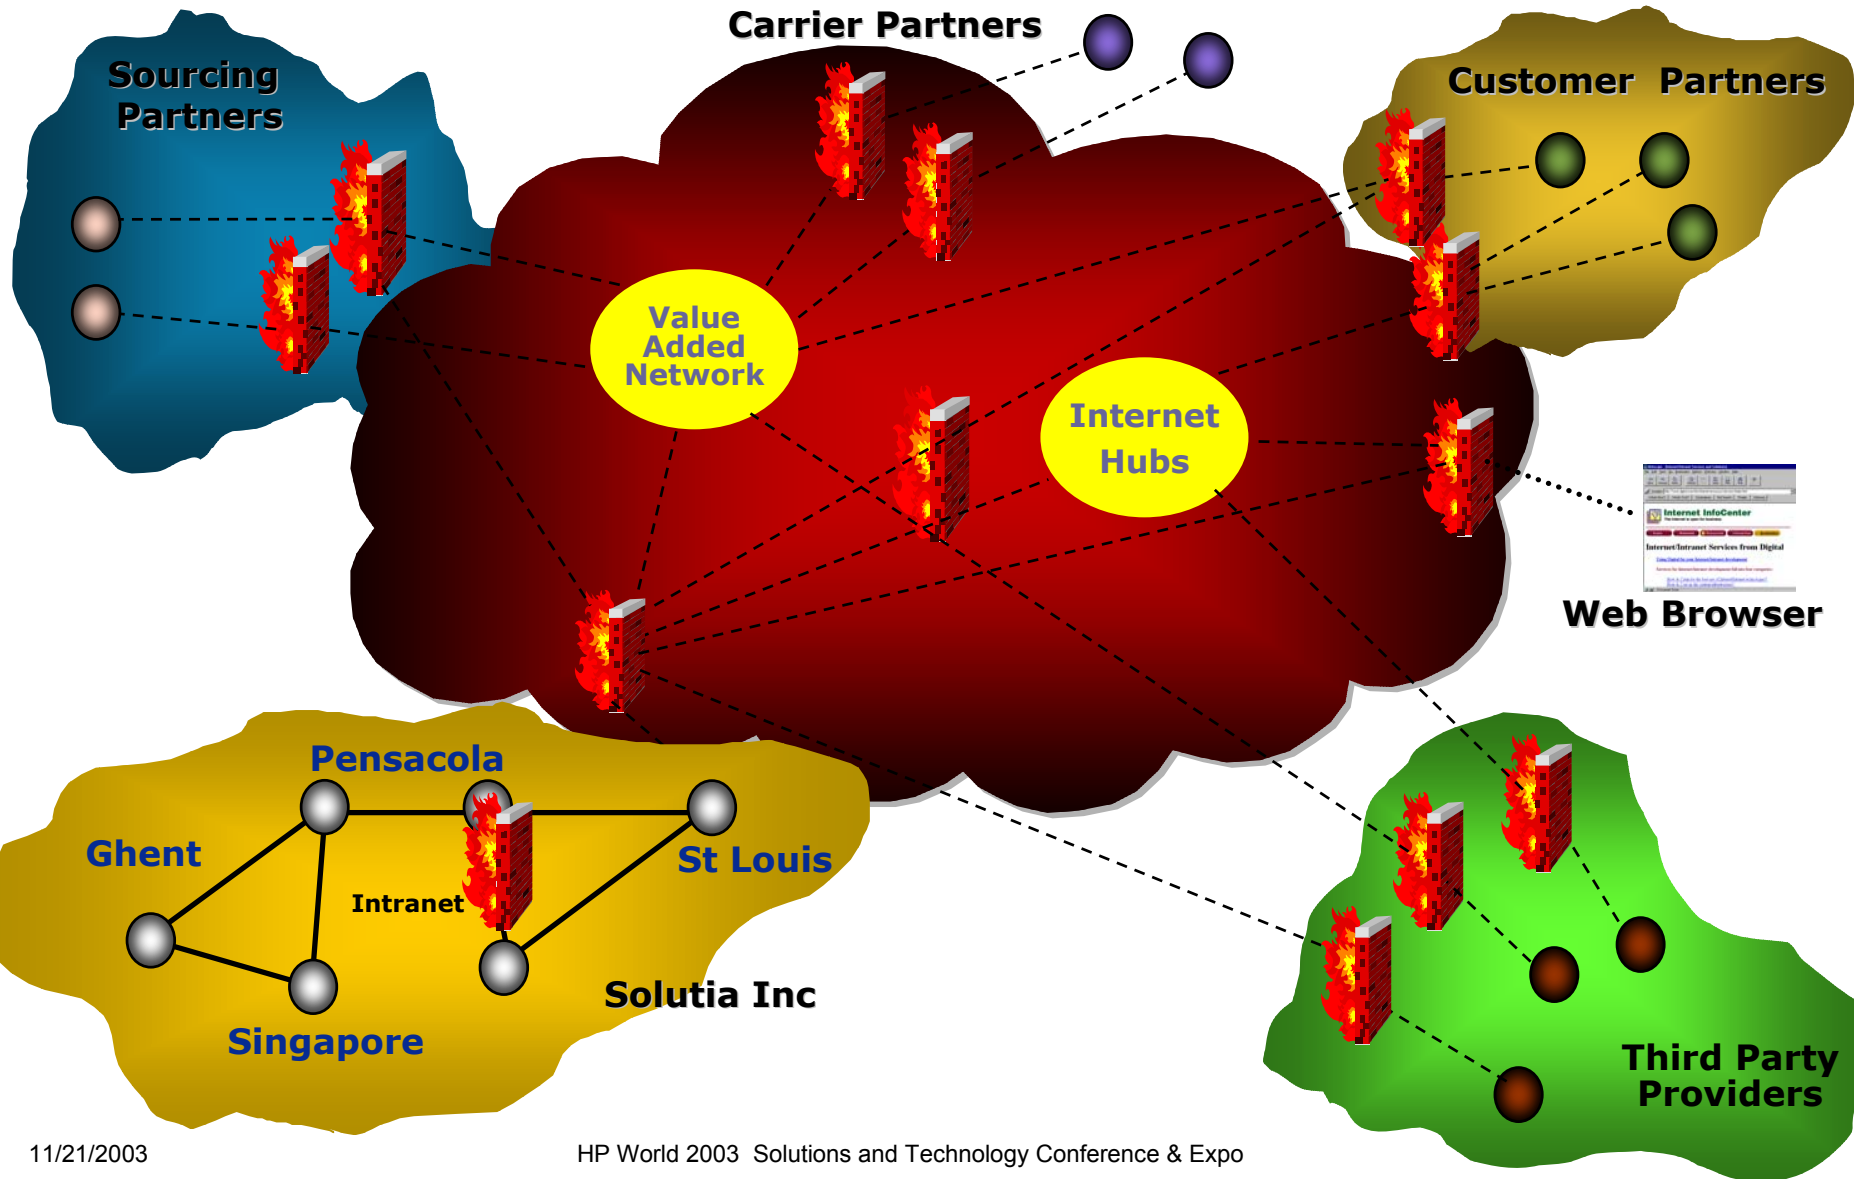 Carrier Partners
Sourcing
Partners
Customer Partners
Value
Added
Network
Internet
Hubs
Internet InfoCenter
Internet/Intranet Services from Digital
Web Browser
Pensacola
Ghent
St Louis
Intranet
Solutia Inc
Singapore
Third Party
Providers
11/21/2003
HP World 2003 Solutions and Technology Conference & Expo